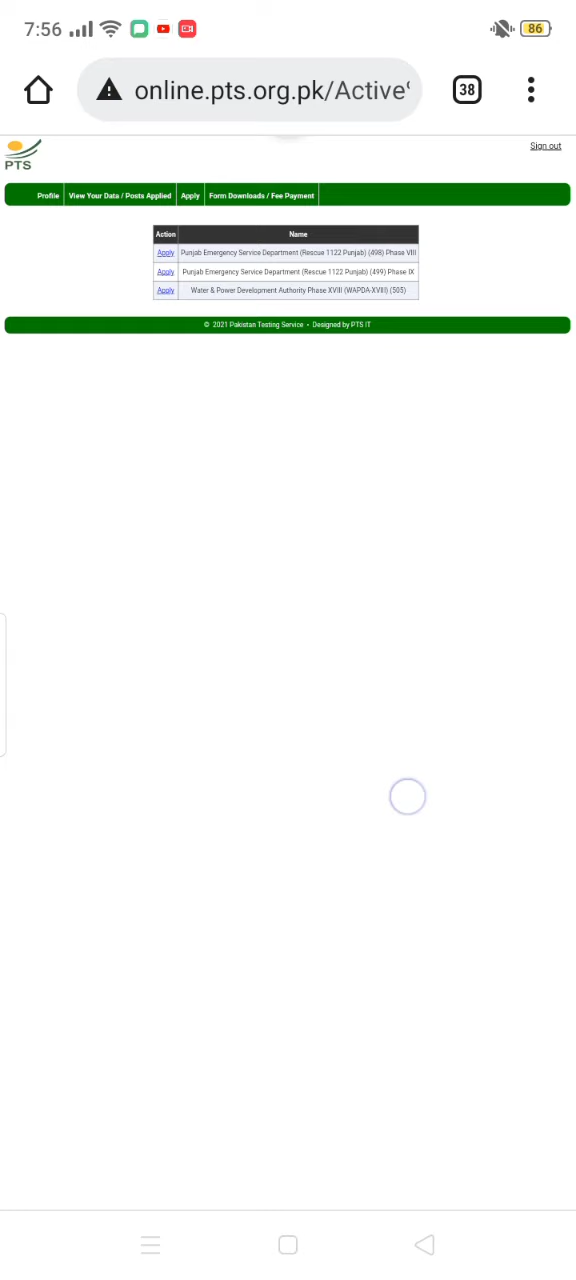 7:56
86
online.pts.org.pk/Active
38
PTS
Sign out
Profile View Your Data / Posts Applied Apply Form Downloads / Fee Payment
Action Name
Apply Punjab Emergency Service Department (Rescue 1122 Punjab) (498) Phase VIII
Apply Punjab Emergency Service Department (Rescue 1122 Punjab) (499) Phase IX
Apply Water & Power Development Authority Phase XVIII (WAPDA-XVIII) (505)
© 2021 Pakistan Testing Service • Designed by PTS IT